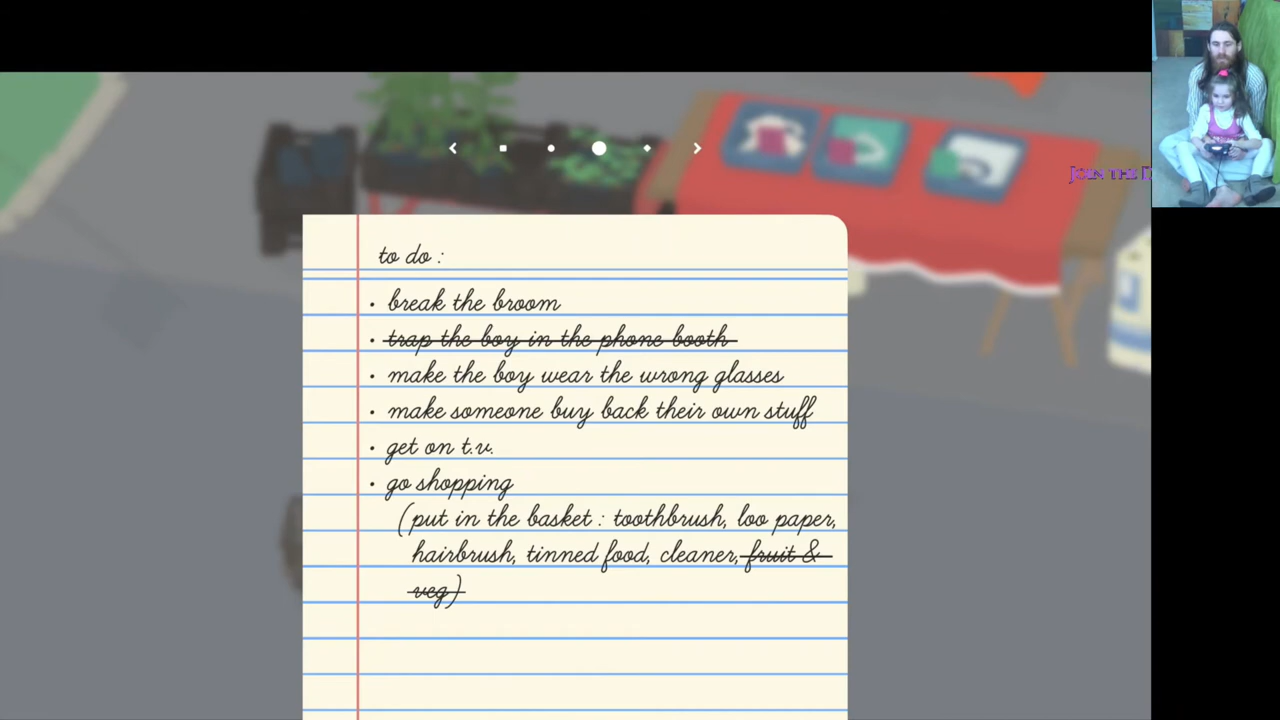 to do :
• break the broom
• trap the boy in the phone booth
• make the boy wear the wrong glasses
• make someone buy back their own stuff
• get on t.v.
• go shopping
(put in the basket : toothbrush, loo paper,
hairbrush, tinned food, cleaner, fruit &
veg)
Join the